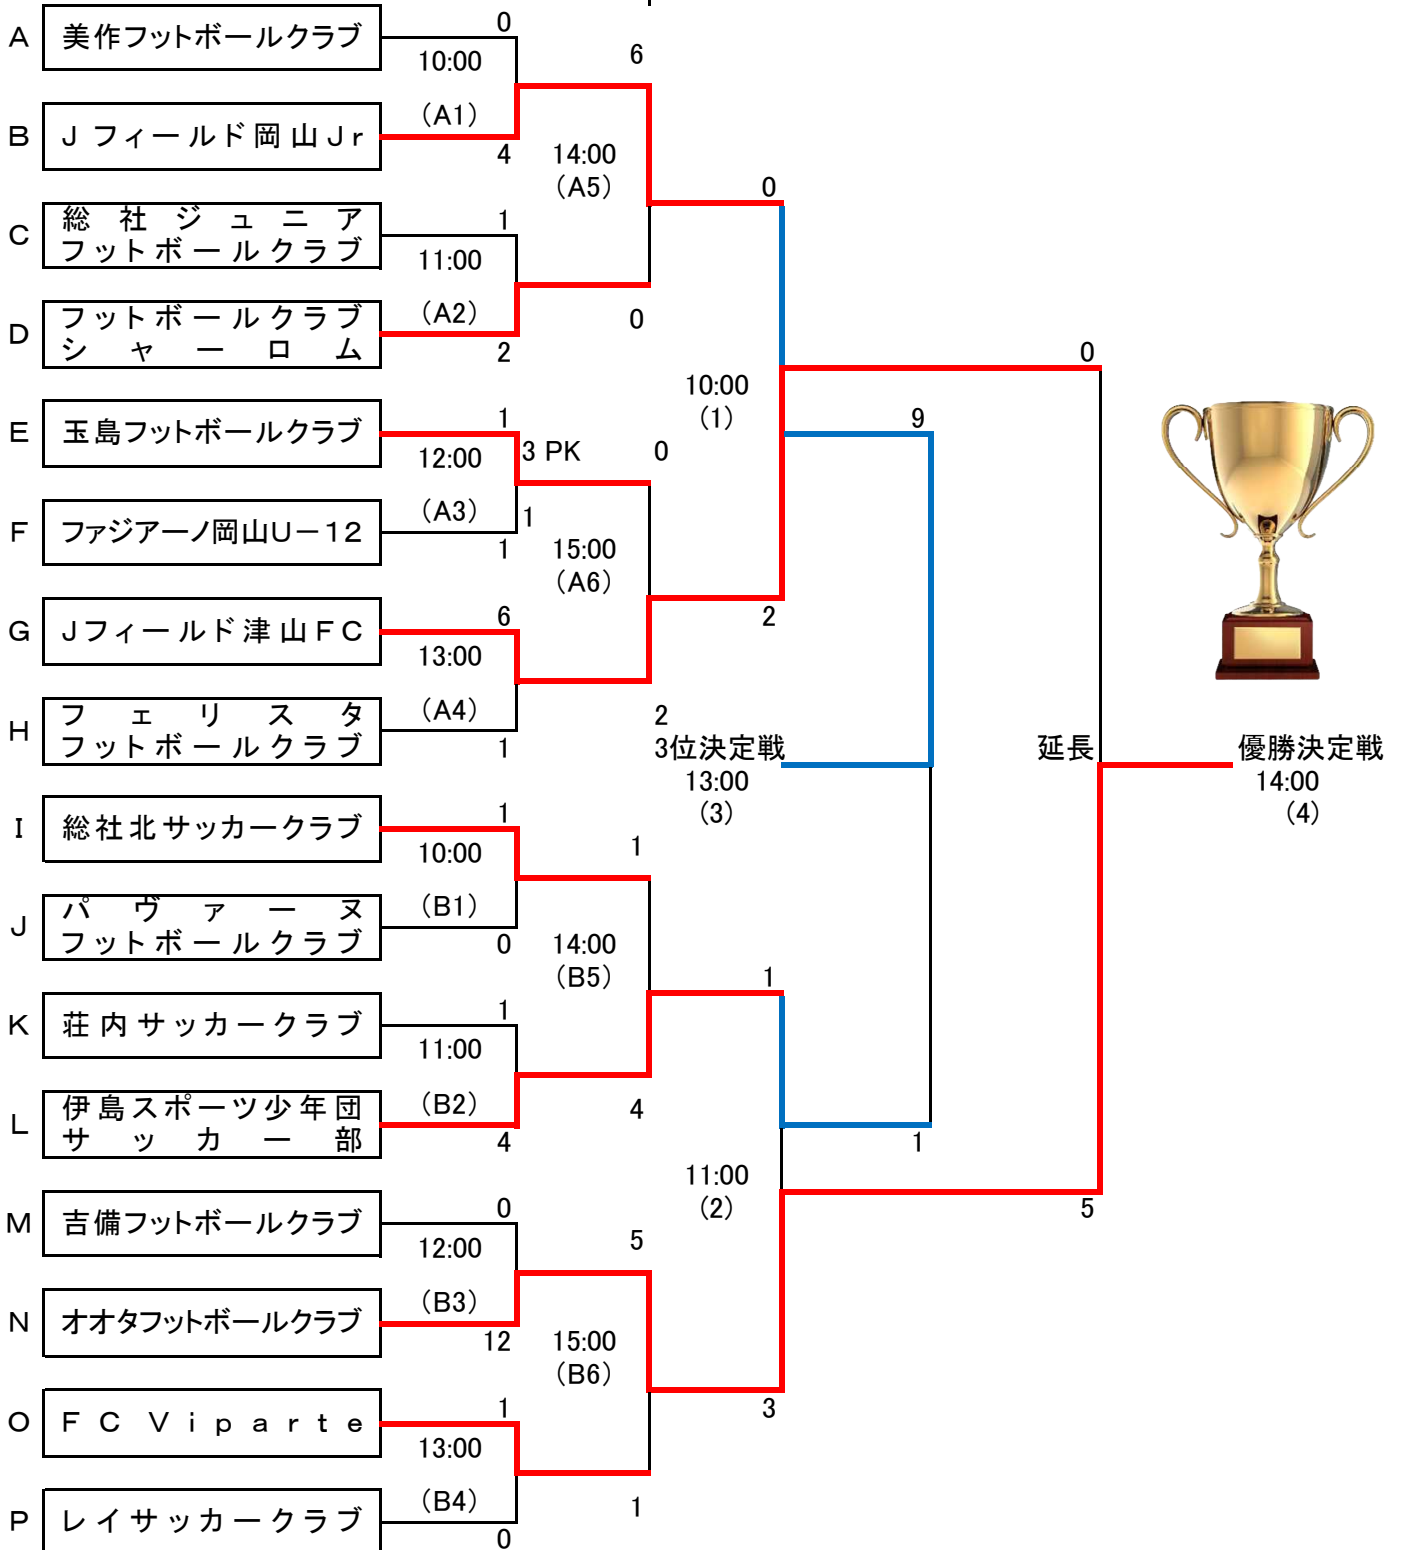 A 美作フットボールクラブ 0
10:00 6
(A1)
B Jフィールド岡山Jr
4 14:00
(A5) 0
C 総社ジュニア 1
フットボールクラブ
11:00
(A2) 0
D フットボールクラブ
シャーロム 2 0
10:00
(1)
E 玉島フットボールクラブ 1 9
12:00 3 PK 0
(A3) 1
F ファジアーノ岡山U-12
1 15:00
(A6)
G Jフィールド津山FC 6 2
13:00
(A4) 2
H フェリスタ
フットボールクラブ 1
3位決定戦 延長 優勝決定戦
13:00 14:00
(3) (4)
I 総社北サッカークラブ 1
10:00 1
(B1)
J パヴァーヌ
フットボールクラブ 0 14:00
(B5) 1
K 荘内サッカークラブ 1
11:00
(B2) 4
L 伊島スポーツ少年団
サッカー部 4 1
11:00
(2) 5
M 吉備フットボールクラブ 0
12:00 5
(B3)
N オオタフットボールクラブ
12 15:00
(B6)
O FC Viparte 1 3
13:00
(B4) 1
P レイサッカークラブ
0